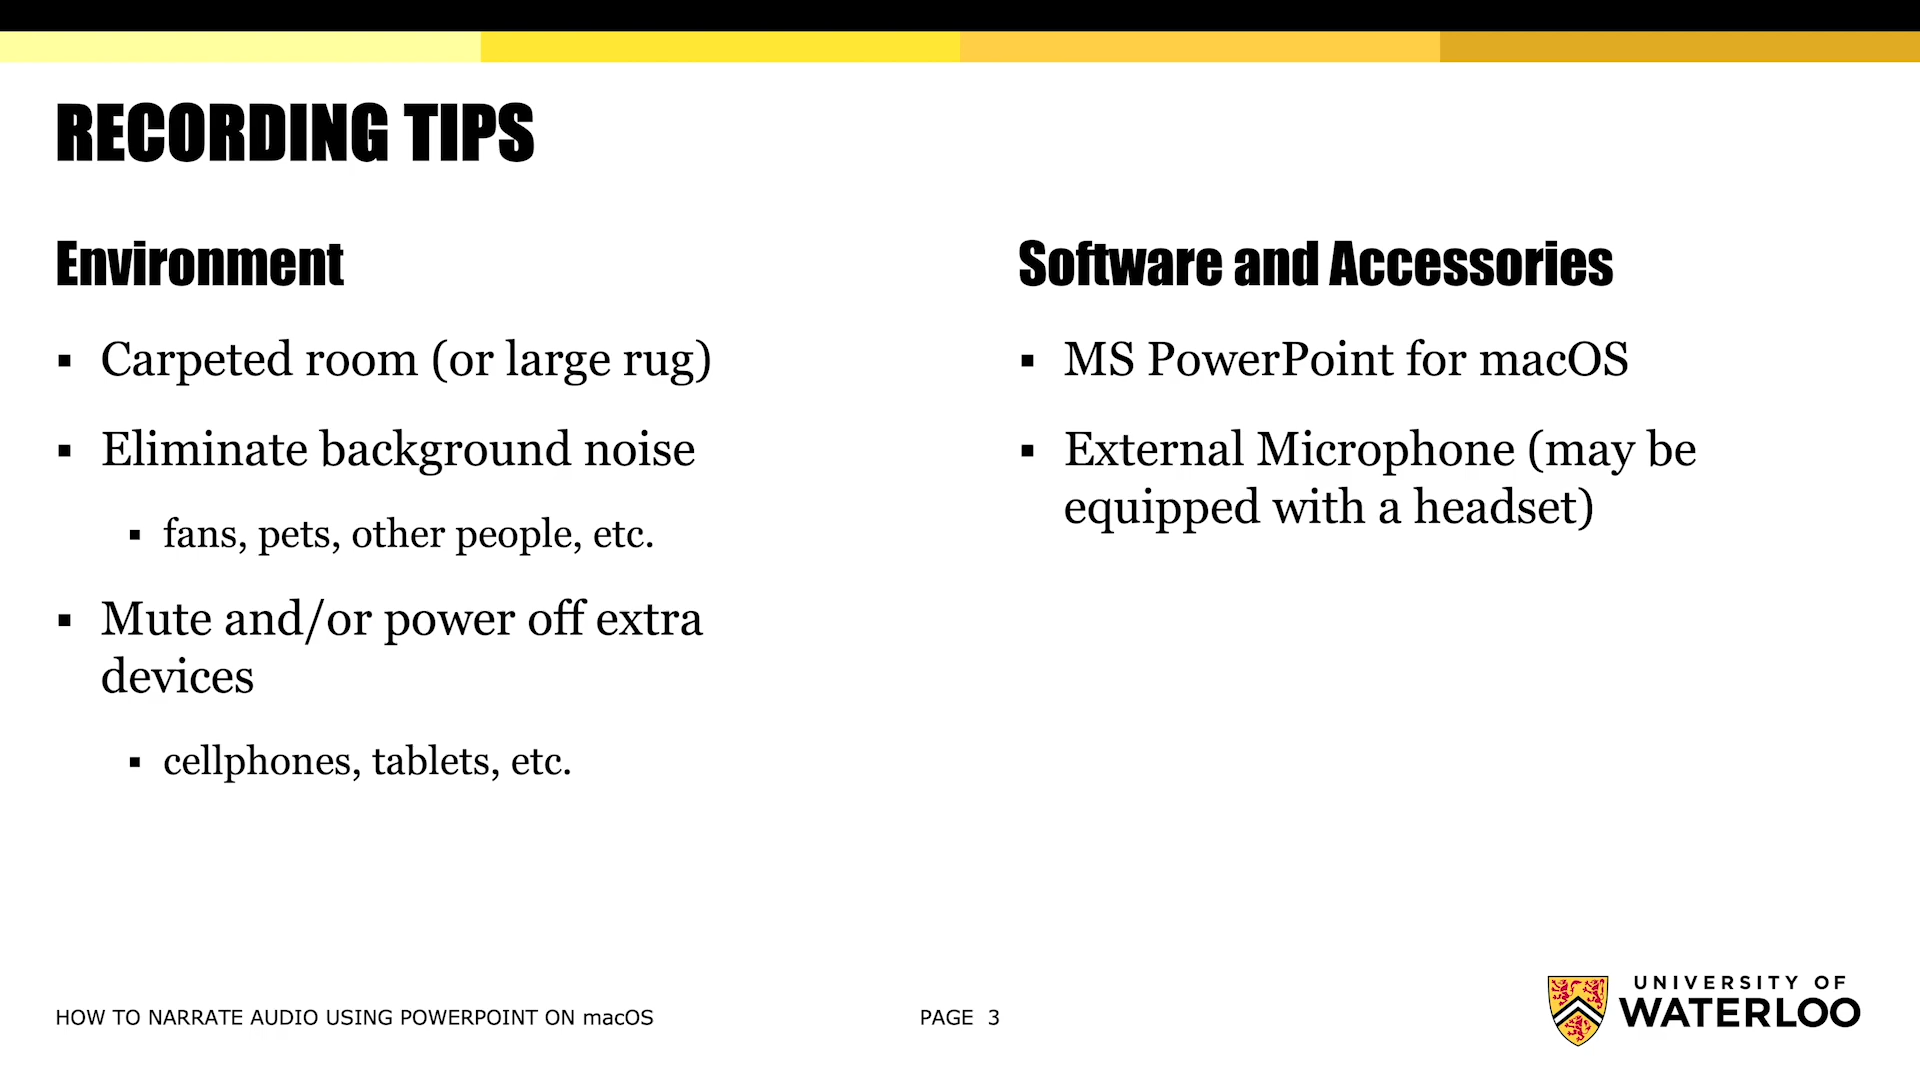 RECORDING TIPS
Environment
▪ Carpeted room (or large rug)
▪ Eliminate background noise
▪ fans, pets, other people, etc.
▪ Mute and/or power off extra
devices
▪ cellphones, tablets, etc.
Software and Accessories
▪ MS PowerPoint for macOS
▪ External Microphone (may be
equipped with a headset)
HOW TO NARRATE AUDIO USING POWERPOINT ON macOS
PAGE 3
UNIVERSITY OF
WATERLOO